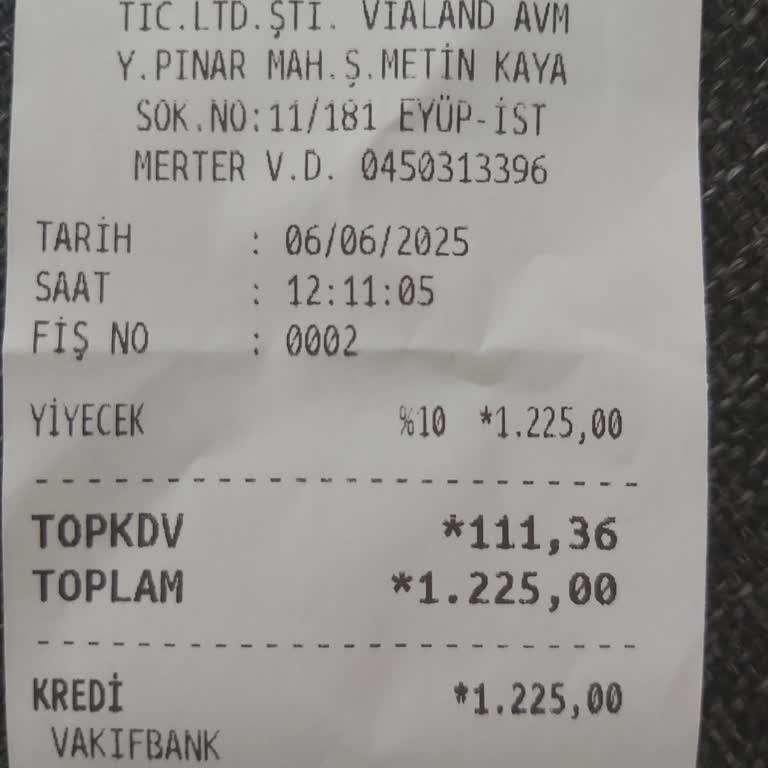 TİC.LTD.ŞTİ. VIALAND AVM
Y.PINAR MAH.Ş.METİN KAYA
SOK.NO:11/181 EYÜP-İST
MERTER V.D. 0450313396
TARİH : 06/06/2025
SAAT : 12:11:05
FİŞ NO : 0002
YİYECEK %10 *1.225,00
TOPKDV *111,36
TOPLAM *1.225,00
KREDİ *1.225,00
VAKIFBANK